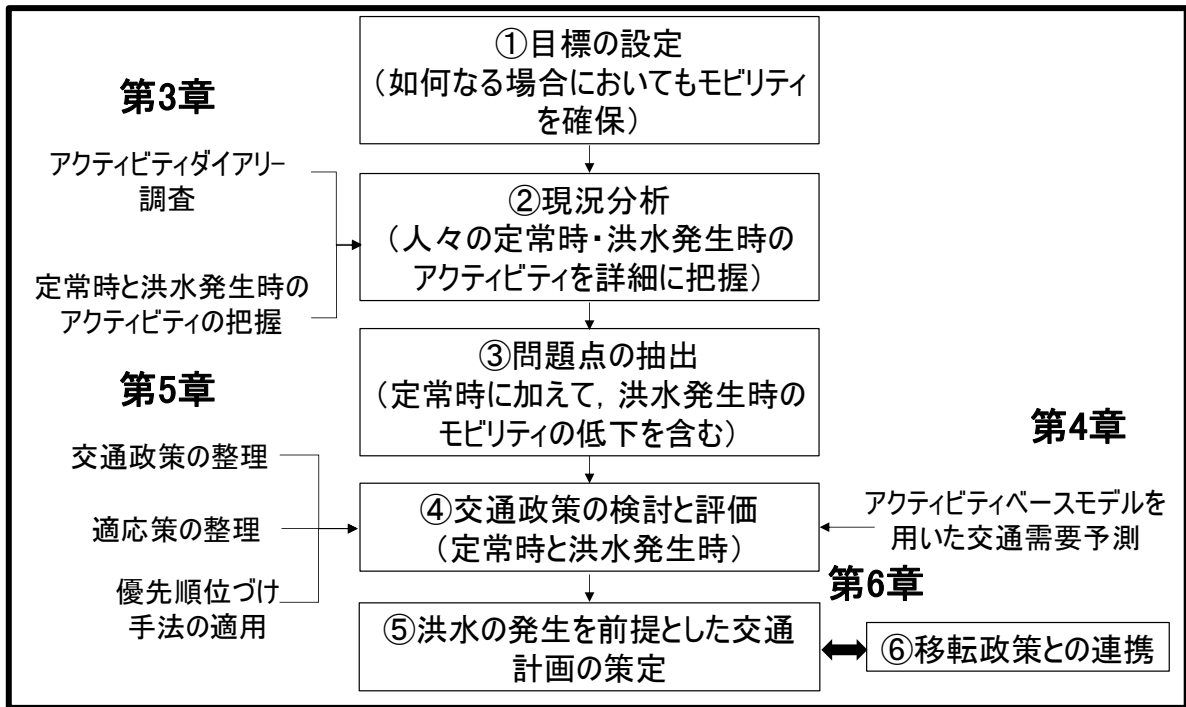 ①目標の設定
（如何なる場合においてもモビリティ
を確保）
第3章
アクティビティダイアリー
調査
定常時と洪水発生時の
アクティビティの把握
②現況分析
（人々の定常時・洪水発生時の
アクティビティを詳細に把握）
③問題点の抽出
（定常時に加えて，洪水発生時の
モビリティの低下を含む）
第5章
交通政策の整理
適応策の整理
優先順位づけ
手法の適用
④交通政策の検討と評価
（定常時と洪水発生時）
第4章
アクティビティベースモデルを
用いた交通需要予測
第6章
⑤洪水の発生を前提とした交通
計画の策定
⑥移転政策との連携